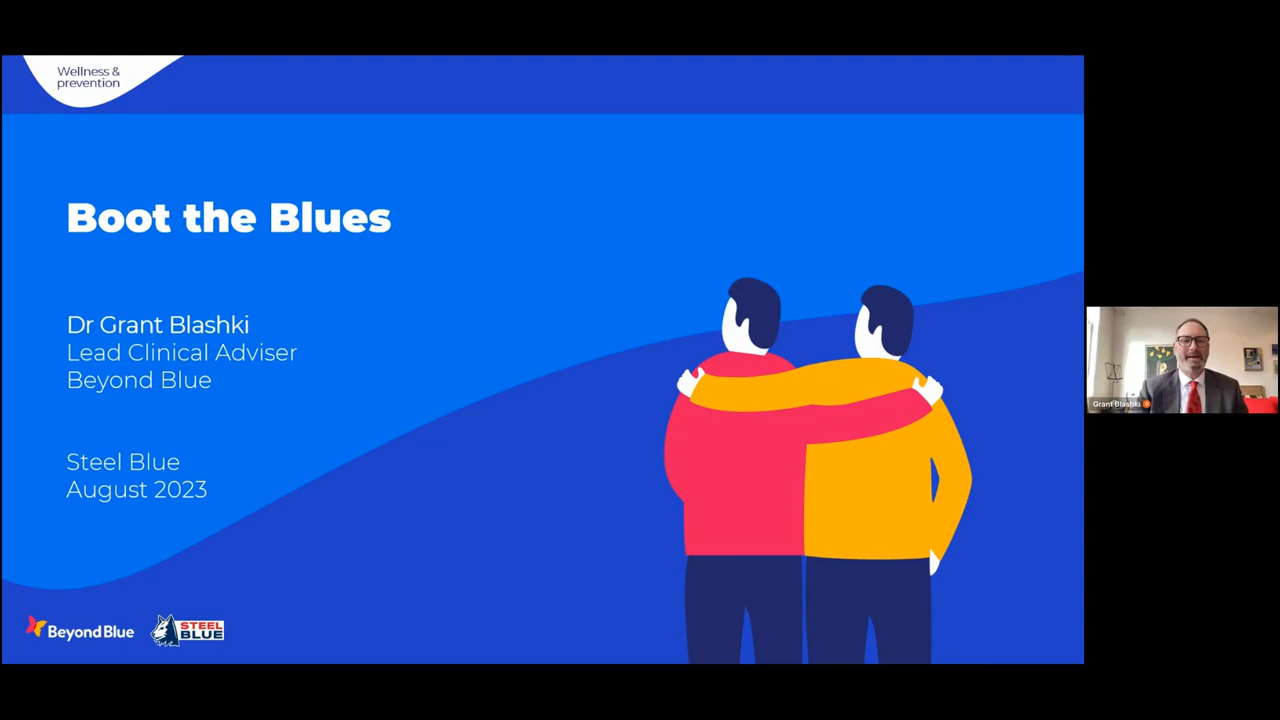 Wellness &
prevention
Boot the Blues
Dr Grant Blashki
Lead Clinical Adviser
Beyond Blue
Steel Blue
August 2023
Beyond Blue
STEEL
BLUE
Grant Blashki